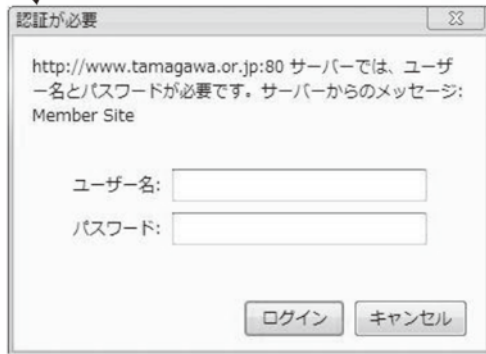 認証が必要
http://www.tamagawa.or.jp:80 サーバーでは、ユーザ
ー名とパスワードが必要です。サーバーからのメッセージ:
Member Site
ユーザー名:
パスワード:
ログイン
キャンセル